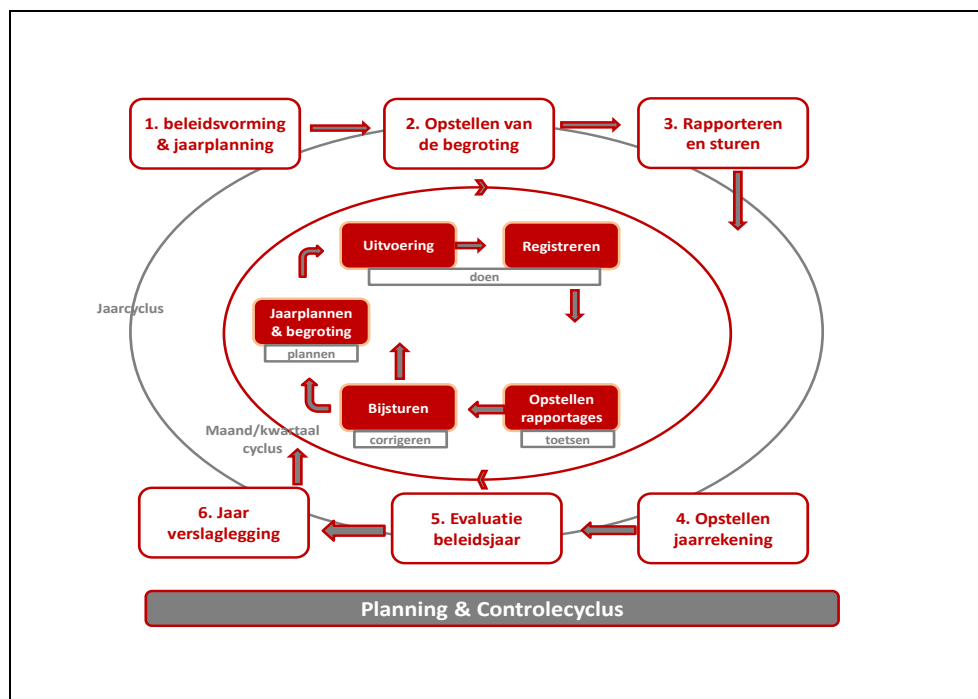 1. beleidsvorming
& jaarplanning
2. Opstellen van
de begroting
3. Rapporteren
en sturen
Uitvoering
Registreren
doen
Jaarcyclus
Jaarplannen
& begroting
plannen
Bijsturen
corrigeren
Opstellen
rapportages
toetsen
Maand/kwartaal
cyclus
6. Jaar
verslaglegging
5. Evaluatie
beleidsjaar
4. Opstellen
jaarrekening
Planning & Controlecyclus